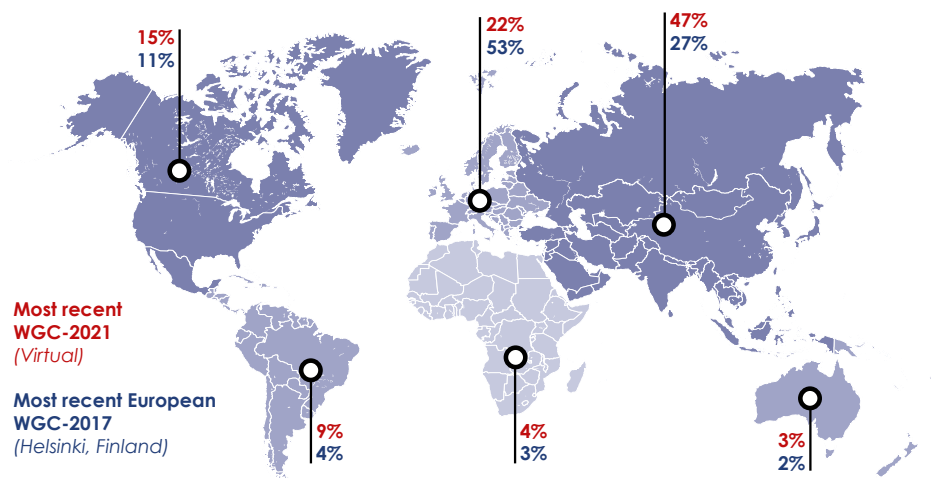 15%
11%
22%
53%
47%
27%
Most recent
WGC-2021
(Virtual)
Most recent European
WGC-2017
(Helsinki, Finland)
9%
4%
4%
3%
3%
2%